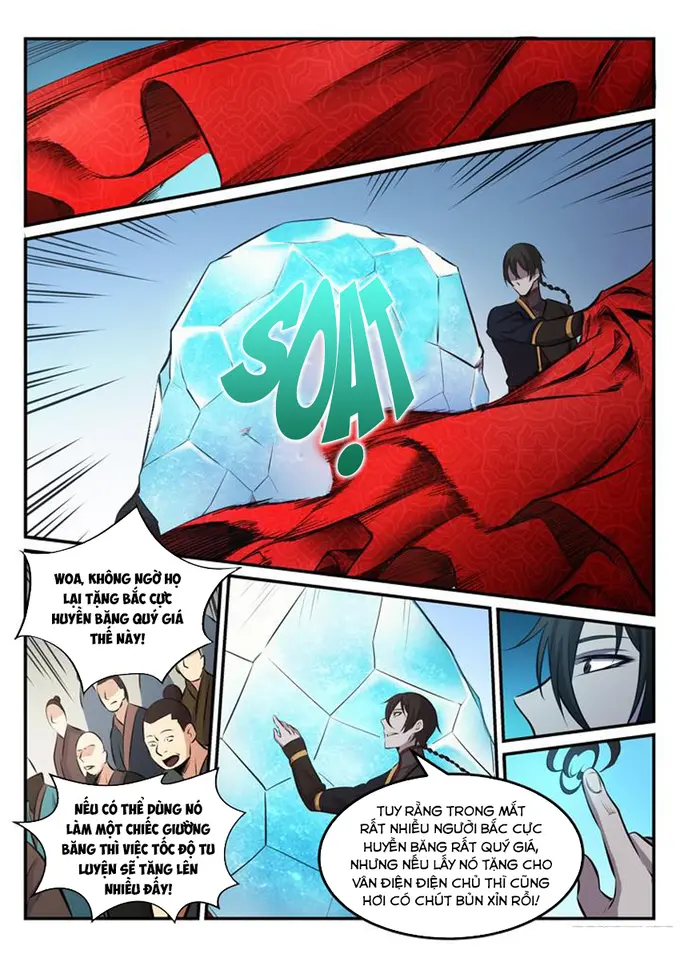 SOẠT
WOA, KHÔNG NGỜ HỌ
LẠI TẶNG BẮC CỰC
HUYỀN BĂNG QUÝ GIÁ
THẾ NÀY!
NẾU CÓ THỂ DÙNG NÓ
LÀM MỘT CHIẾC GIƯỜNG
BĂNG THÌ VIỆC TỐC ĐỘ TU
LUYỆN SẼ TĂNG LÊN
NHIỀU ĐẤY!
TUY RẰNG TRONG MẮT
RẤT NHIỀU NGƯỜI BẮC CỰC
HUYỀN BĂNG RẤT QUÝ GIÁ,
NHƯNG NẾU LẤY NÓ TẶNG CHO
VÂN ĐIỆN ĐIỆN CHỦ THÌ CŨNG
HƠI CÓ CHÚT BỦN XỈN RỒI!